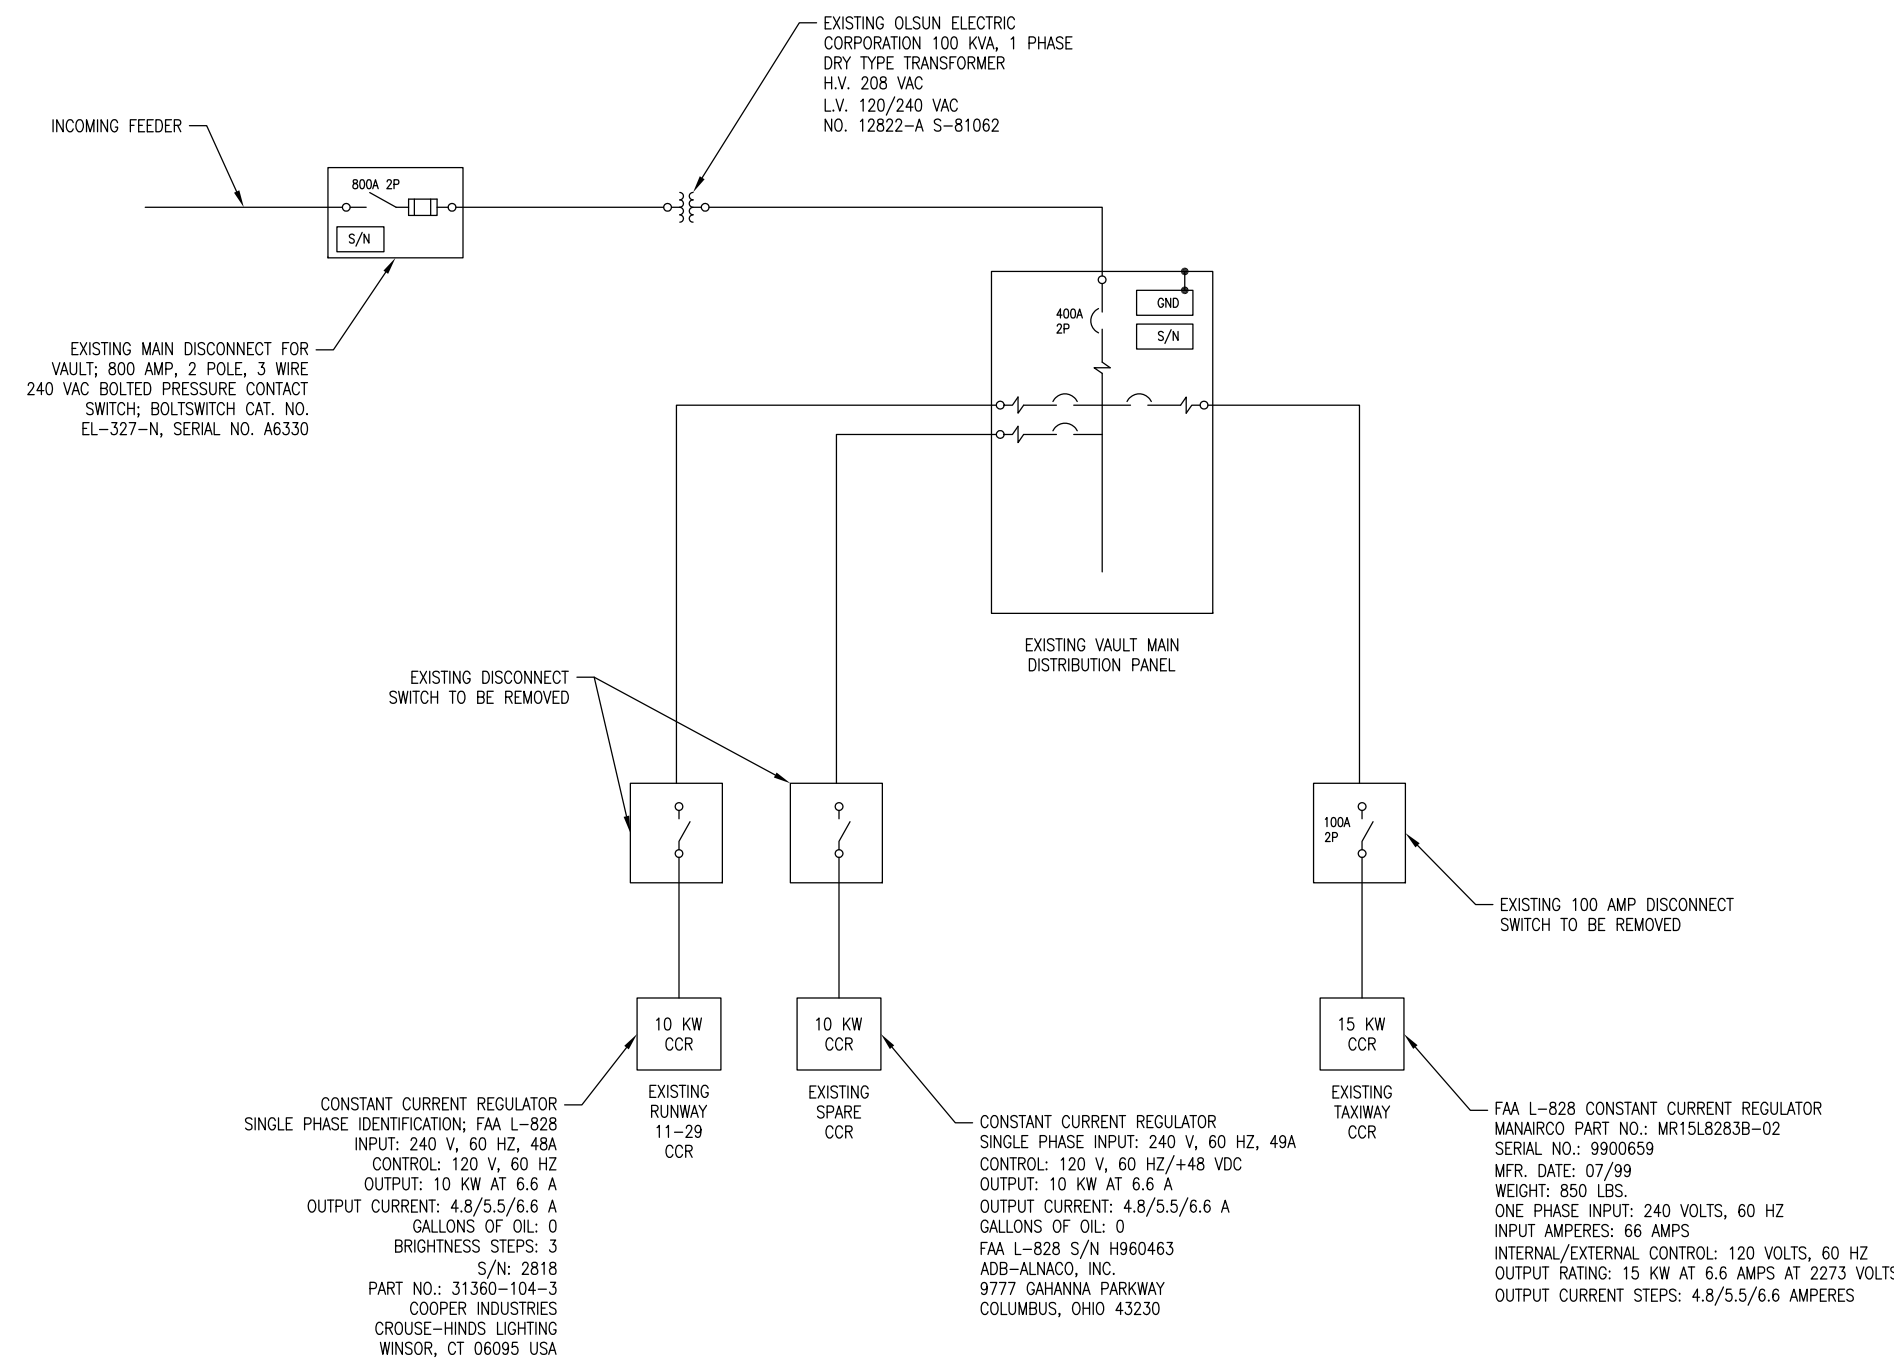 EXISTING OLSUN ELECTRIC
CORPORATION 100 KVA, 1 PHASE
DRY TYPE TRANSFORMER
H.V. 208 VAC
L.V. 120/240 VAC
NO. 12822-A S-81062
INCOMING FEEDER
800A 2P
S/N
EXISTING MAIN DISCONNECT FOR
VAULT; 800 AMP, 2 POLE, 3 WIRE
240 VAC BOLTED PRESSURE CONTACT
SWITCH; BOLTSWITCH CAT. NO.
EL-327-N, SERIAL NO. A6330
400A
2P
GND
S/N
EXISTING VAULT MAIN
DISTRIBUTION PANEL
EXISTING DISCONNECT
SWITCH TO BE REMOVED
100A
2P
EXISTING 100 AMP DISCONNECT
SWITCH TO BE REMOVED
10 KW
CCR
EXISTING
RUNWAY
11-29
CCR
10 KW
CCR
EXISTING
SPARE
CCR
15 KW
CCR
EXISTING
TAXIWAY
CCR
CONSTANT CURRENT REGULATOR
SINGLE PHASE IDENTIFICATION; FAA L-828
INPUT: 240 V, 60 HZ, 48A
CONTROL: 120 V, 60 HZ
OUTPUT: 10 KW AT 6.6 A
OUTPUT CURRENT: 4.8/5.5/6.6 A
GALLONS OF OIL: 0
BRIGHTNESS STEPS: 3
S/N: 2818
PART NO.: 31360-104-3
COOPER INDUSTRIES
CROUSE-HINDS LIGHTING
WINSOR, CT 06095 USA
CONSTANT CURRENT REGULATOR
SINGLE PHASE INPUT: 240 V, 60 HZ, 49A
CONTROL: 120 V, 60 HZ/+48 VDC
OUTPUT: 10 KW AT 6.6 A
OUTPUT CURRENT: 4.8/5.5/6.6 A
GALLONS OF OIL: 0
FAA L-828 S/N H960463
ADB-ALNACO, INC.
9777 GAHANNA PARKWAY
COLUMBUS, OHIO 43230
FAA L-828 CONSTANT CURRENT REGULATOR
MANAIRCO PART NO.: MR15L8283B-02
SERIAL NO.: 9900659
MFR. DATE: 07/99
WEIGHT: 850 LBS.
ONE PHASE INPUT: 240 VOLTS, 60 HZ
INPUT AMPERES: 66 AMPS
INTERNAL/EXTERNAL CONTROL: 120 VOLTS, 60 HZ
OUTPUT RATING: 15 KW AT 6.6 AMPS AT 2273 VOLTS
OUTPUT CURRENT STEPS: 4.8/5.5/6.6 AMPERES